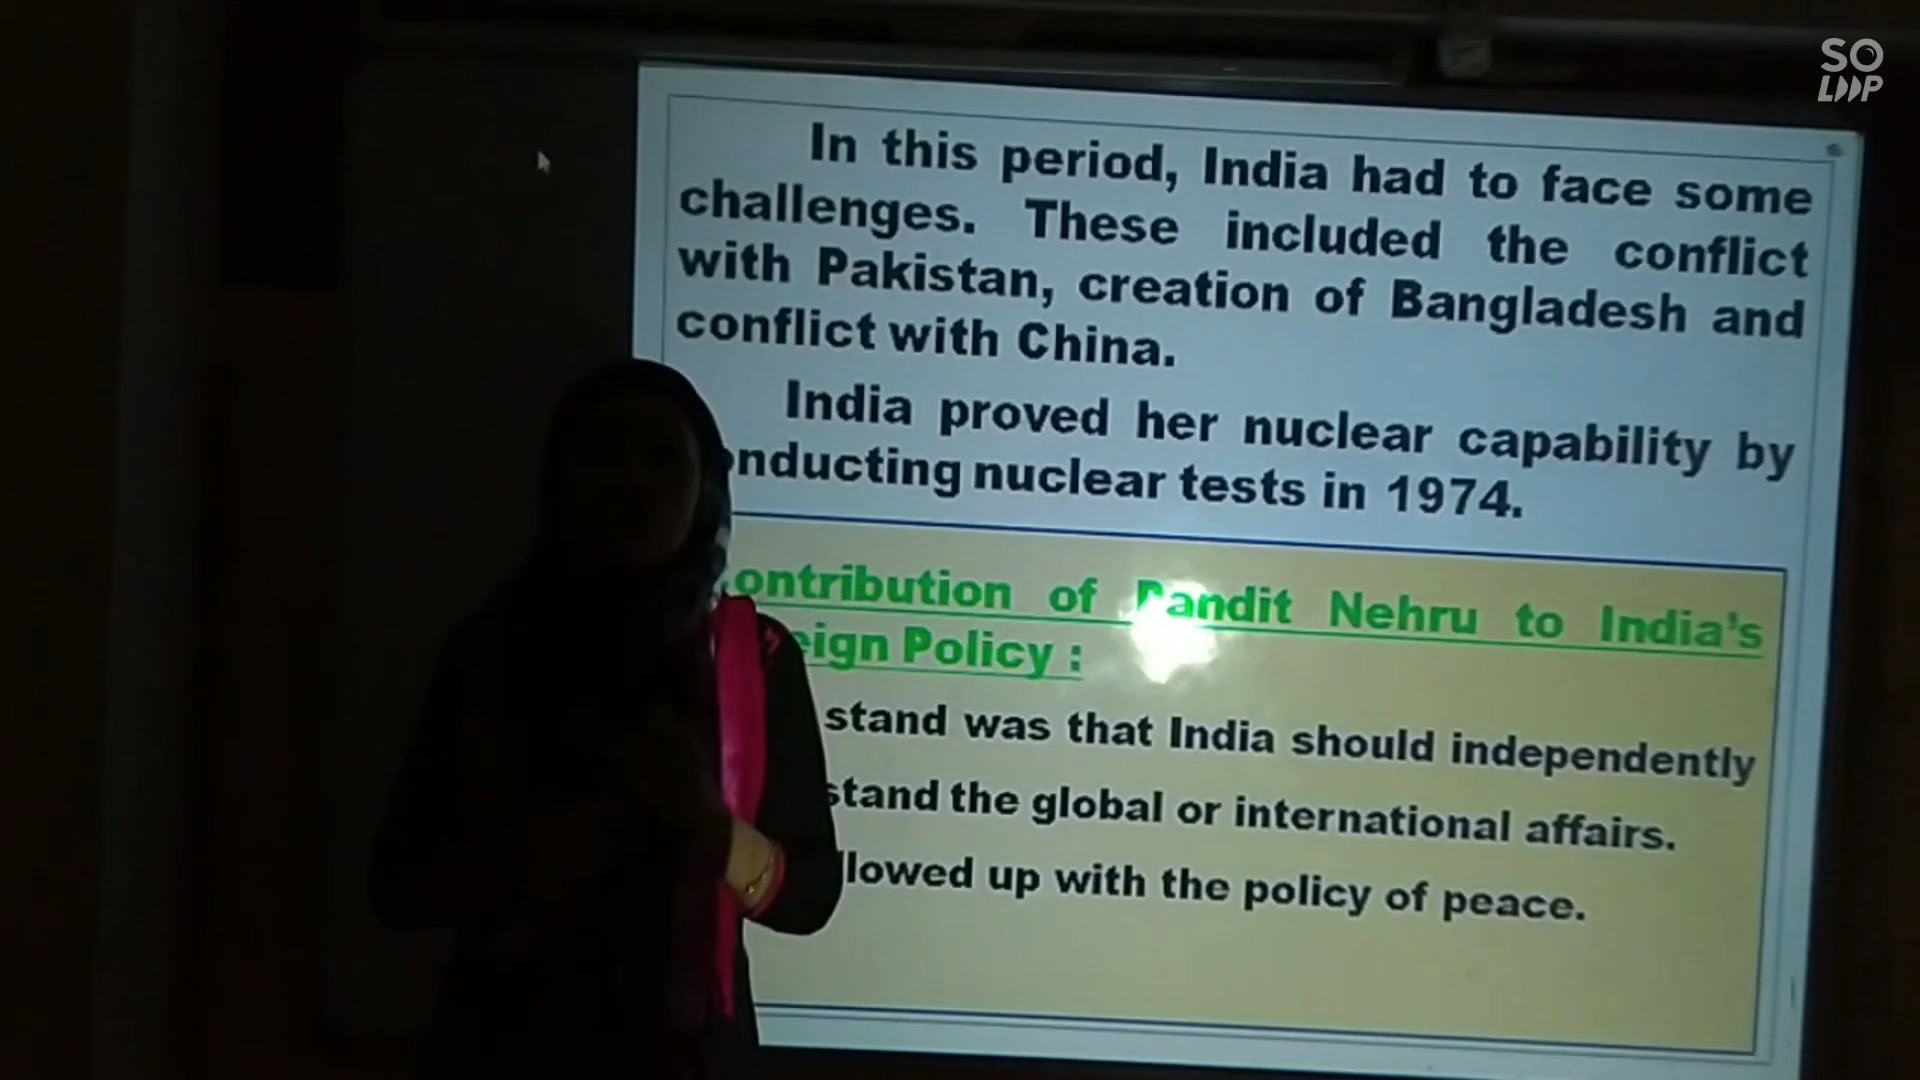 SO
LOOP
In this period, India had to face some
challenges. These included the conflict
with Pakistan, creation of Bangladesh and
conflict with China.
India proved her nuclear capability by
onducting nuclear tests in 1974.
ontribution of Pandit Nehru to India's
eign Policy :
stand was that India should independently
stand the global or international affairs.
llowed up with the policy of peace.